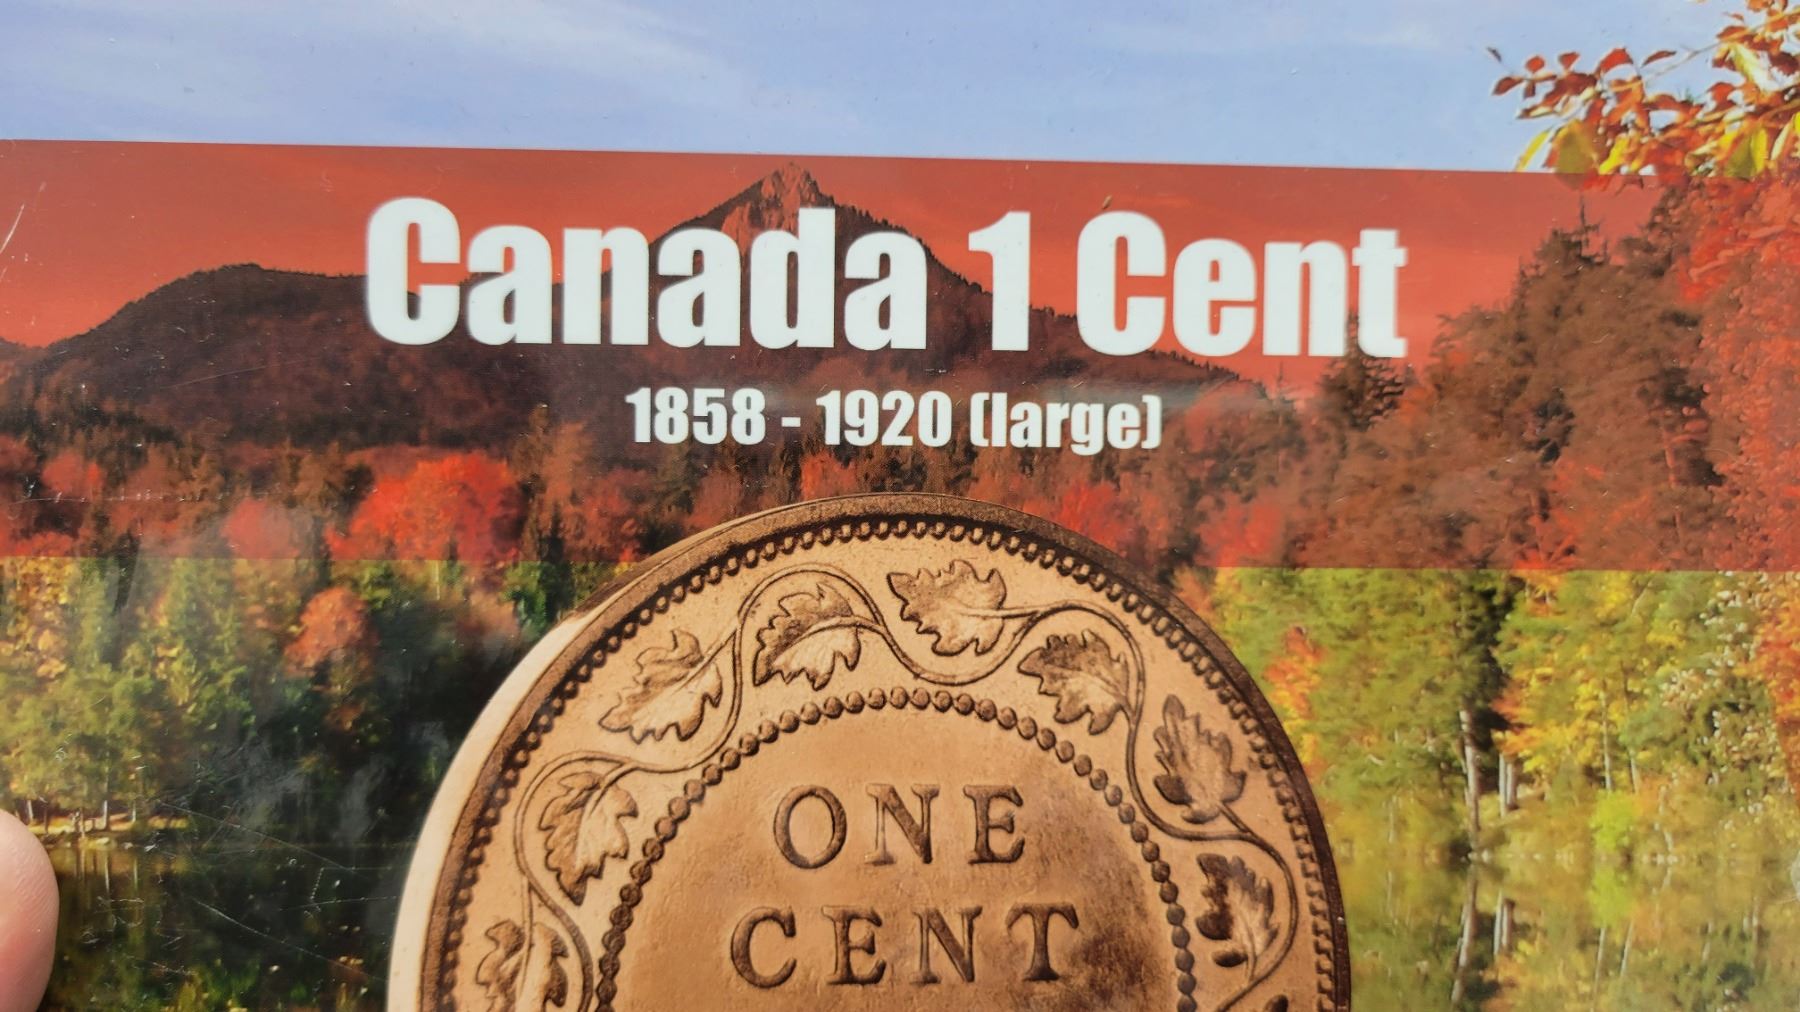 Canada 1 Cent
1858 - 1920 (large)
ONE
CENT